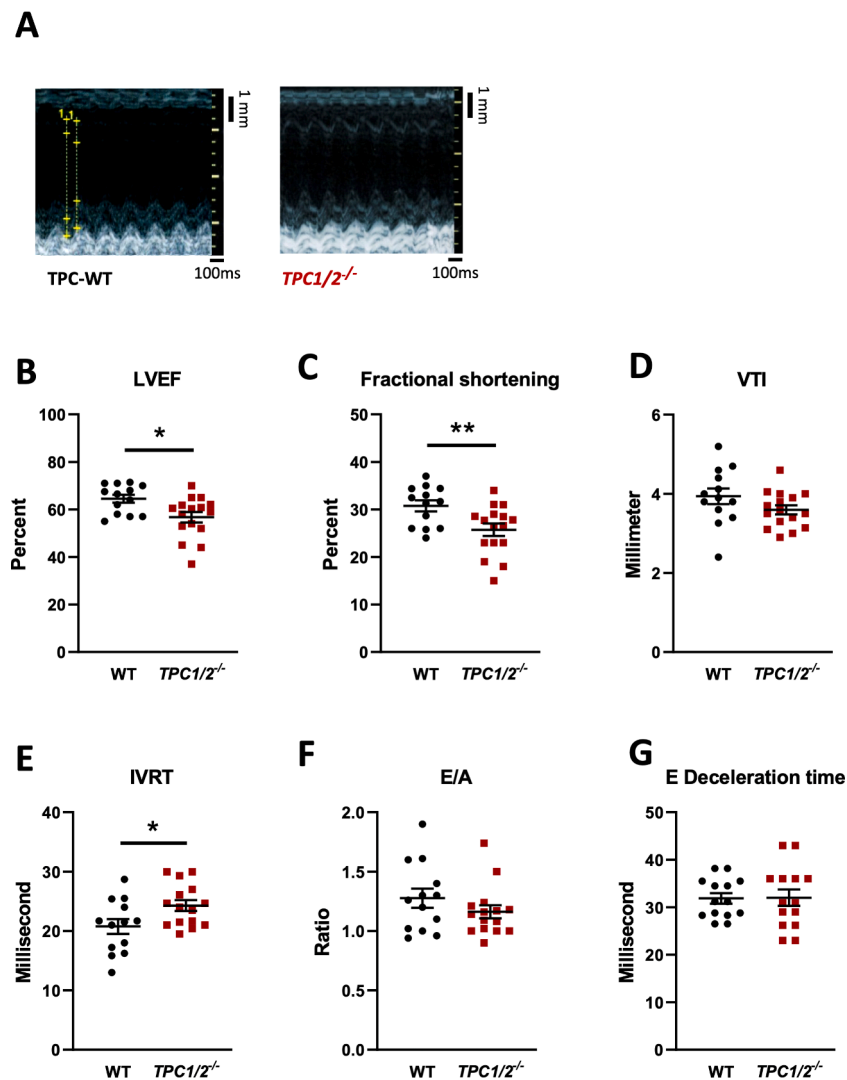 A
1 1
1 mm
1 mm
100ms
100ms
TPC-WT
TPC1/2-/-
B
LVEF
*
Percent
100
80
60
40
20
0
WT
TPC1/2-/-
C
Fractional shortening
**
Percent
50
40
30
20
10
0
WT
TPC1/2-/-
D
VTI
Millimeter
6
4
2
0
WT
TPC1/2-/-
E
IVRT
*
Millisecond
40
30
20
10
0
WT
TPC1/2-/-
F
E/A
Ratio
2.0
1.5
1.0
0.5
0.0
WT
TPC1/2-/-
G
E Deceleration time
Millisecond
50
40
30
20
10
0
WT
TPC1/2-/-